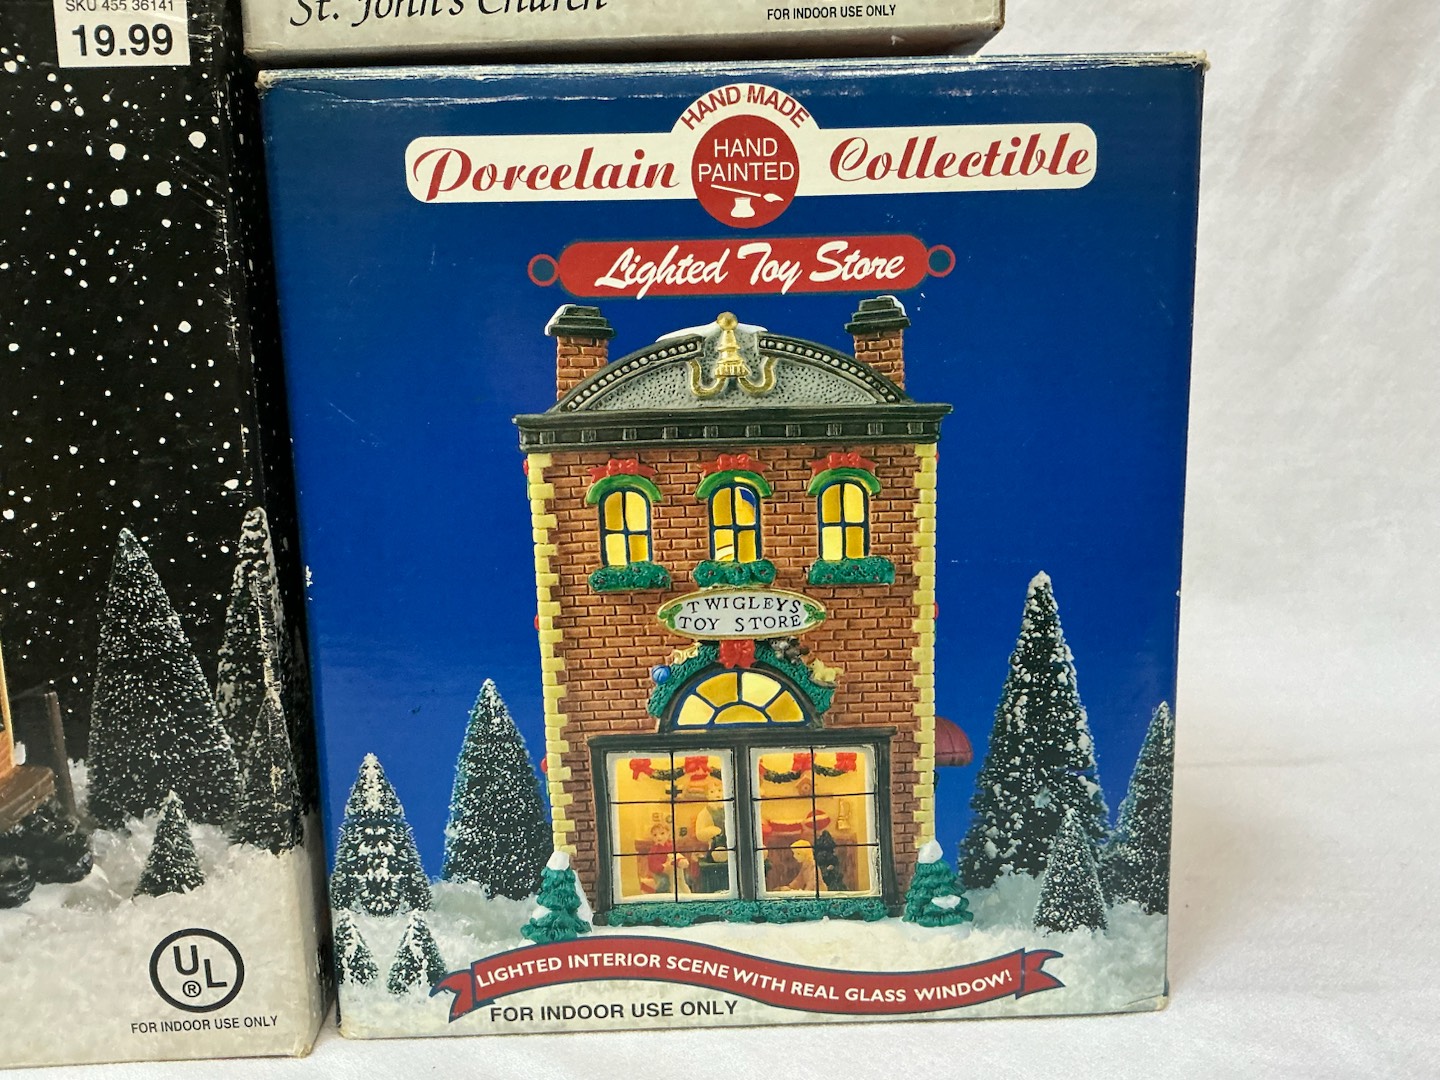 SKU 455 36141
19.99
St. John's Church
FOR INDOOR USE ONLY
HAND MADE
Porcelain
HAND
PAINTED
Collectible
Lighted Toy Store
TWIGLEYS
TOY STORE
LIGHTED INTERIOR SCENE WITH REAL GLASS WINDOW!
FOR INDOOR USE ONLY
UL
®
FOR INDOOR USE ONLY